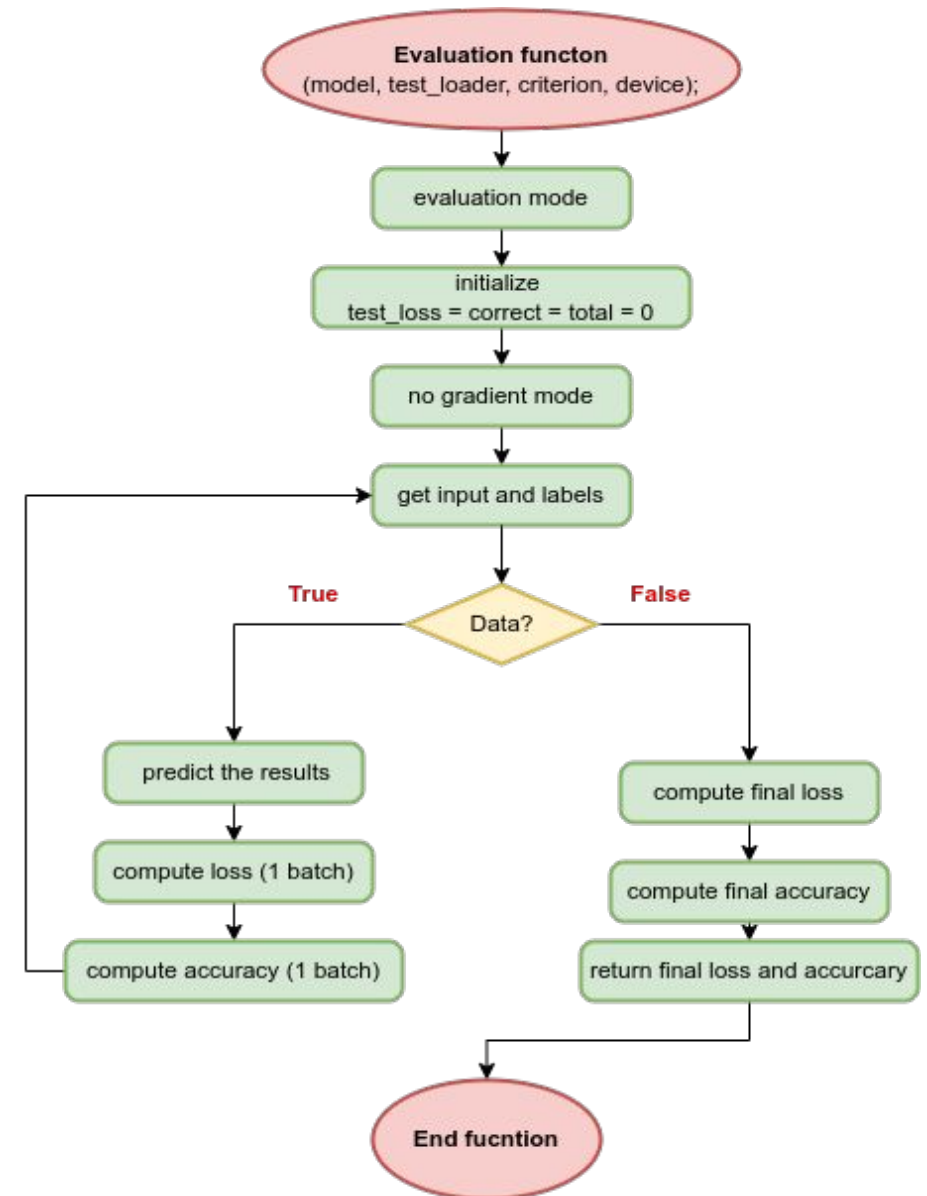 Evaluation functon
(model, test_loader, criterion, device);
evaluation mode
initialize
test_loss = correct = total = 0
no gradient mode
get input and labels
True
False
Data?
predict the results
compute loss (1 batch)
compute accuracy (1 batch)
compute final loss
compute final accuracy
return final loss and accurcary
End fucntion